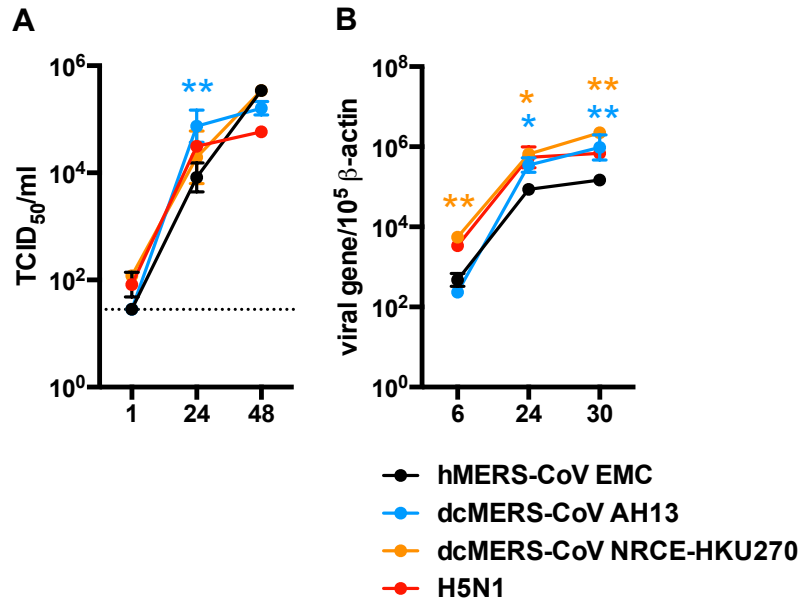 A
B
TCID50/ml
10^6
10^4
10^2
10^0
**
1 24 48
viral gene/10^5 β-actin
10^8
10^6
10^4
10^2
10^0
**
*
*
**
**
6 24 30
hMERS-CoV EMC
dcMERS-CoV AH13
dcMERS-CoV NRCE-HKU270
H5N1